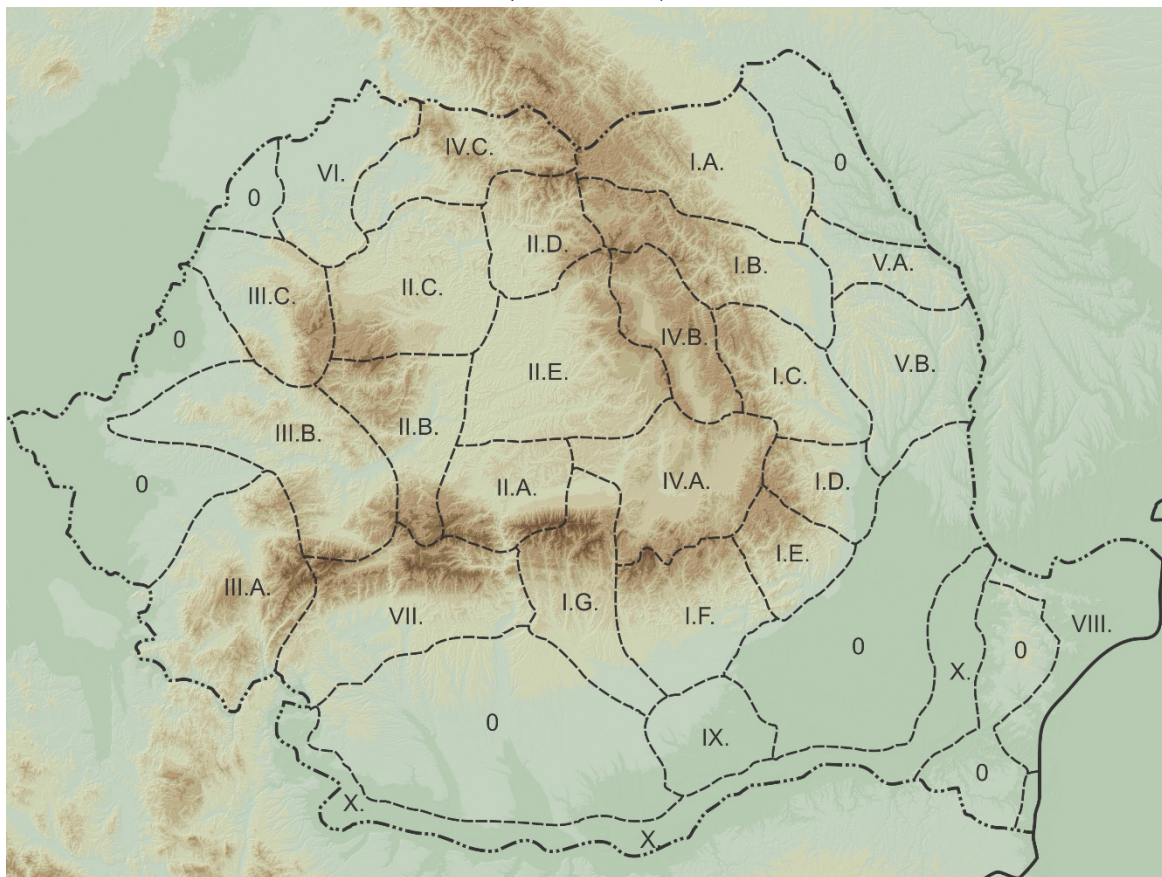 IV.C.
I.A.
0
VI.
0
II.D.
V.A.
I.B.
III.C.
II.C.
0
IV.B.
V.B.
II.E.
I.C.
III.B.
II.B.
0
II.A.
IV.A.
I.D.
I.E.
III.A.
I.G.
VII.
I.F.
VIII.
0
0
X.
0
IX.
0
X.
X.